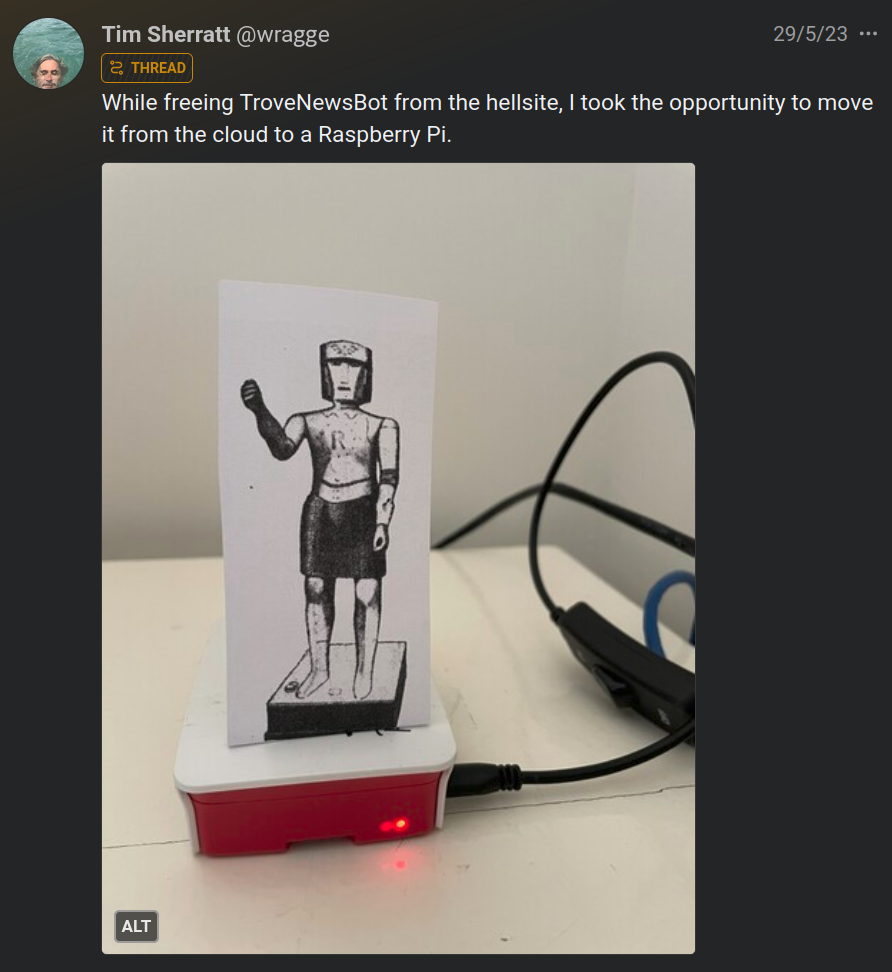 Tim Sherratt @wragge
29/5/23
THREAD
While freeing TroveNewsBot from the hellsite, I took the opportunity to move
it from the cloud to a Raspberry Pi.
R
ALT